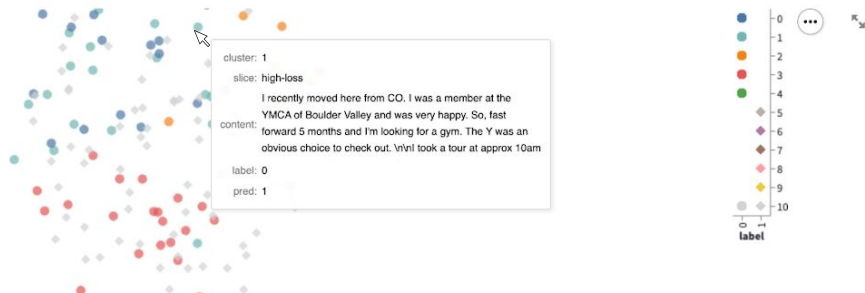 cluster: 1
slice: high-loss
content: I recently moved here from CO. I was a member at the
YMCA of Boulder Valley and was very happy. So, fast
forward 5 months and I'm looking for a gym. The Y was an
obvious choice to check out. \n\nI took a tour at approx 10am
label: 0
pred: 1
0
1
2
3
4
5
6
7
8
9
10
0 1
label